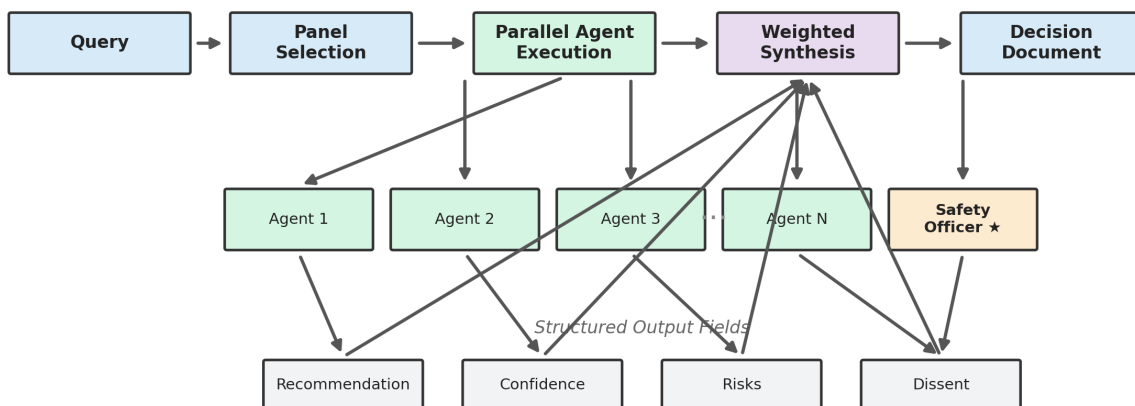 Query
Panel
Selection
Parallel Agent
Execution
Weighted
Synthesis
Decision
Document
Agent 1
Agent 2
Agent 3
...
Agent N
Safety
Officer ★
Structured Output Fields
Recommendation
Confidence
Risks
Dissent